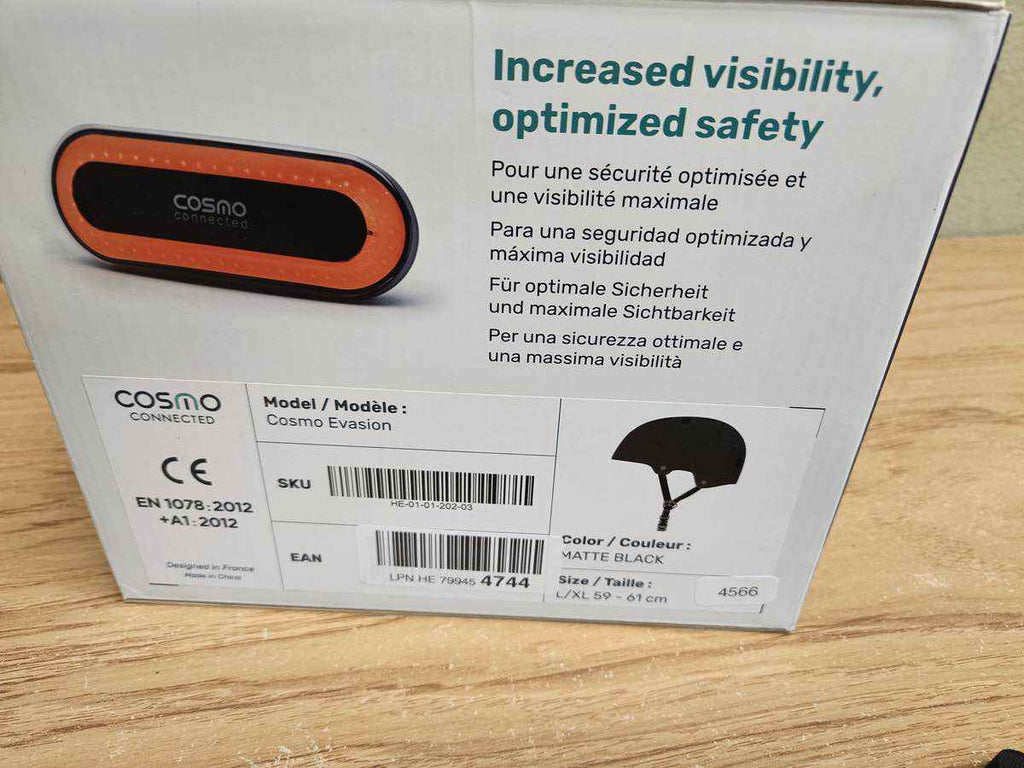 Increased visibility,
optimized safety
Pour une sécurité optimisée et
une visibilité maximale
Para una seguridad optimizada y
máxima visibilidad
Für optimale Sicherheit
und maximale Sichtbarkeit
Per una sicurezza ottimale e
una massima visibilità
COSMO
connected
COSMO
CONNECTED
CE
EN 1078:2012
+A1:2012
Designed in France
Made in China
Model / Modèle :
Cosmo Evasion
SKU
HE-01-01-202-03
EAN
LPN HE 79945 4744
Color / Couleur :
MATTE BLACK
Size / Taille :
L/XL 59 - 61 cm
4566